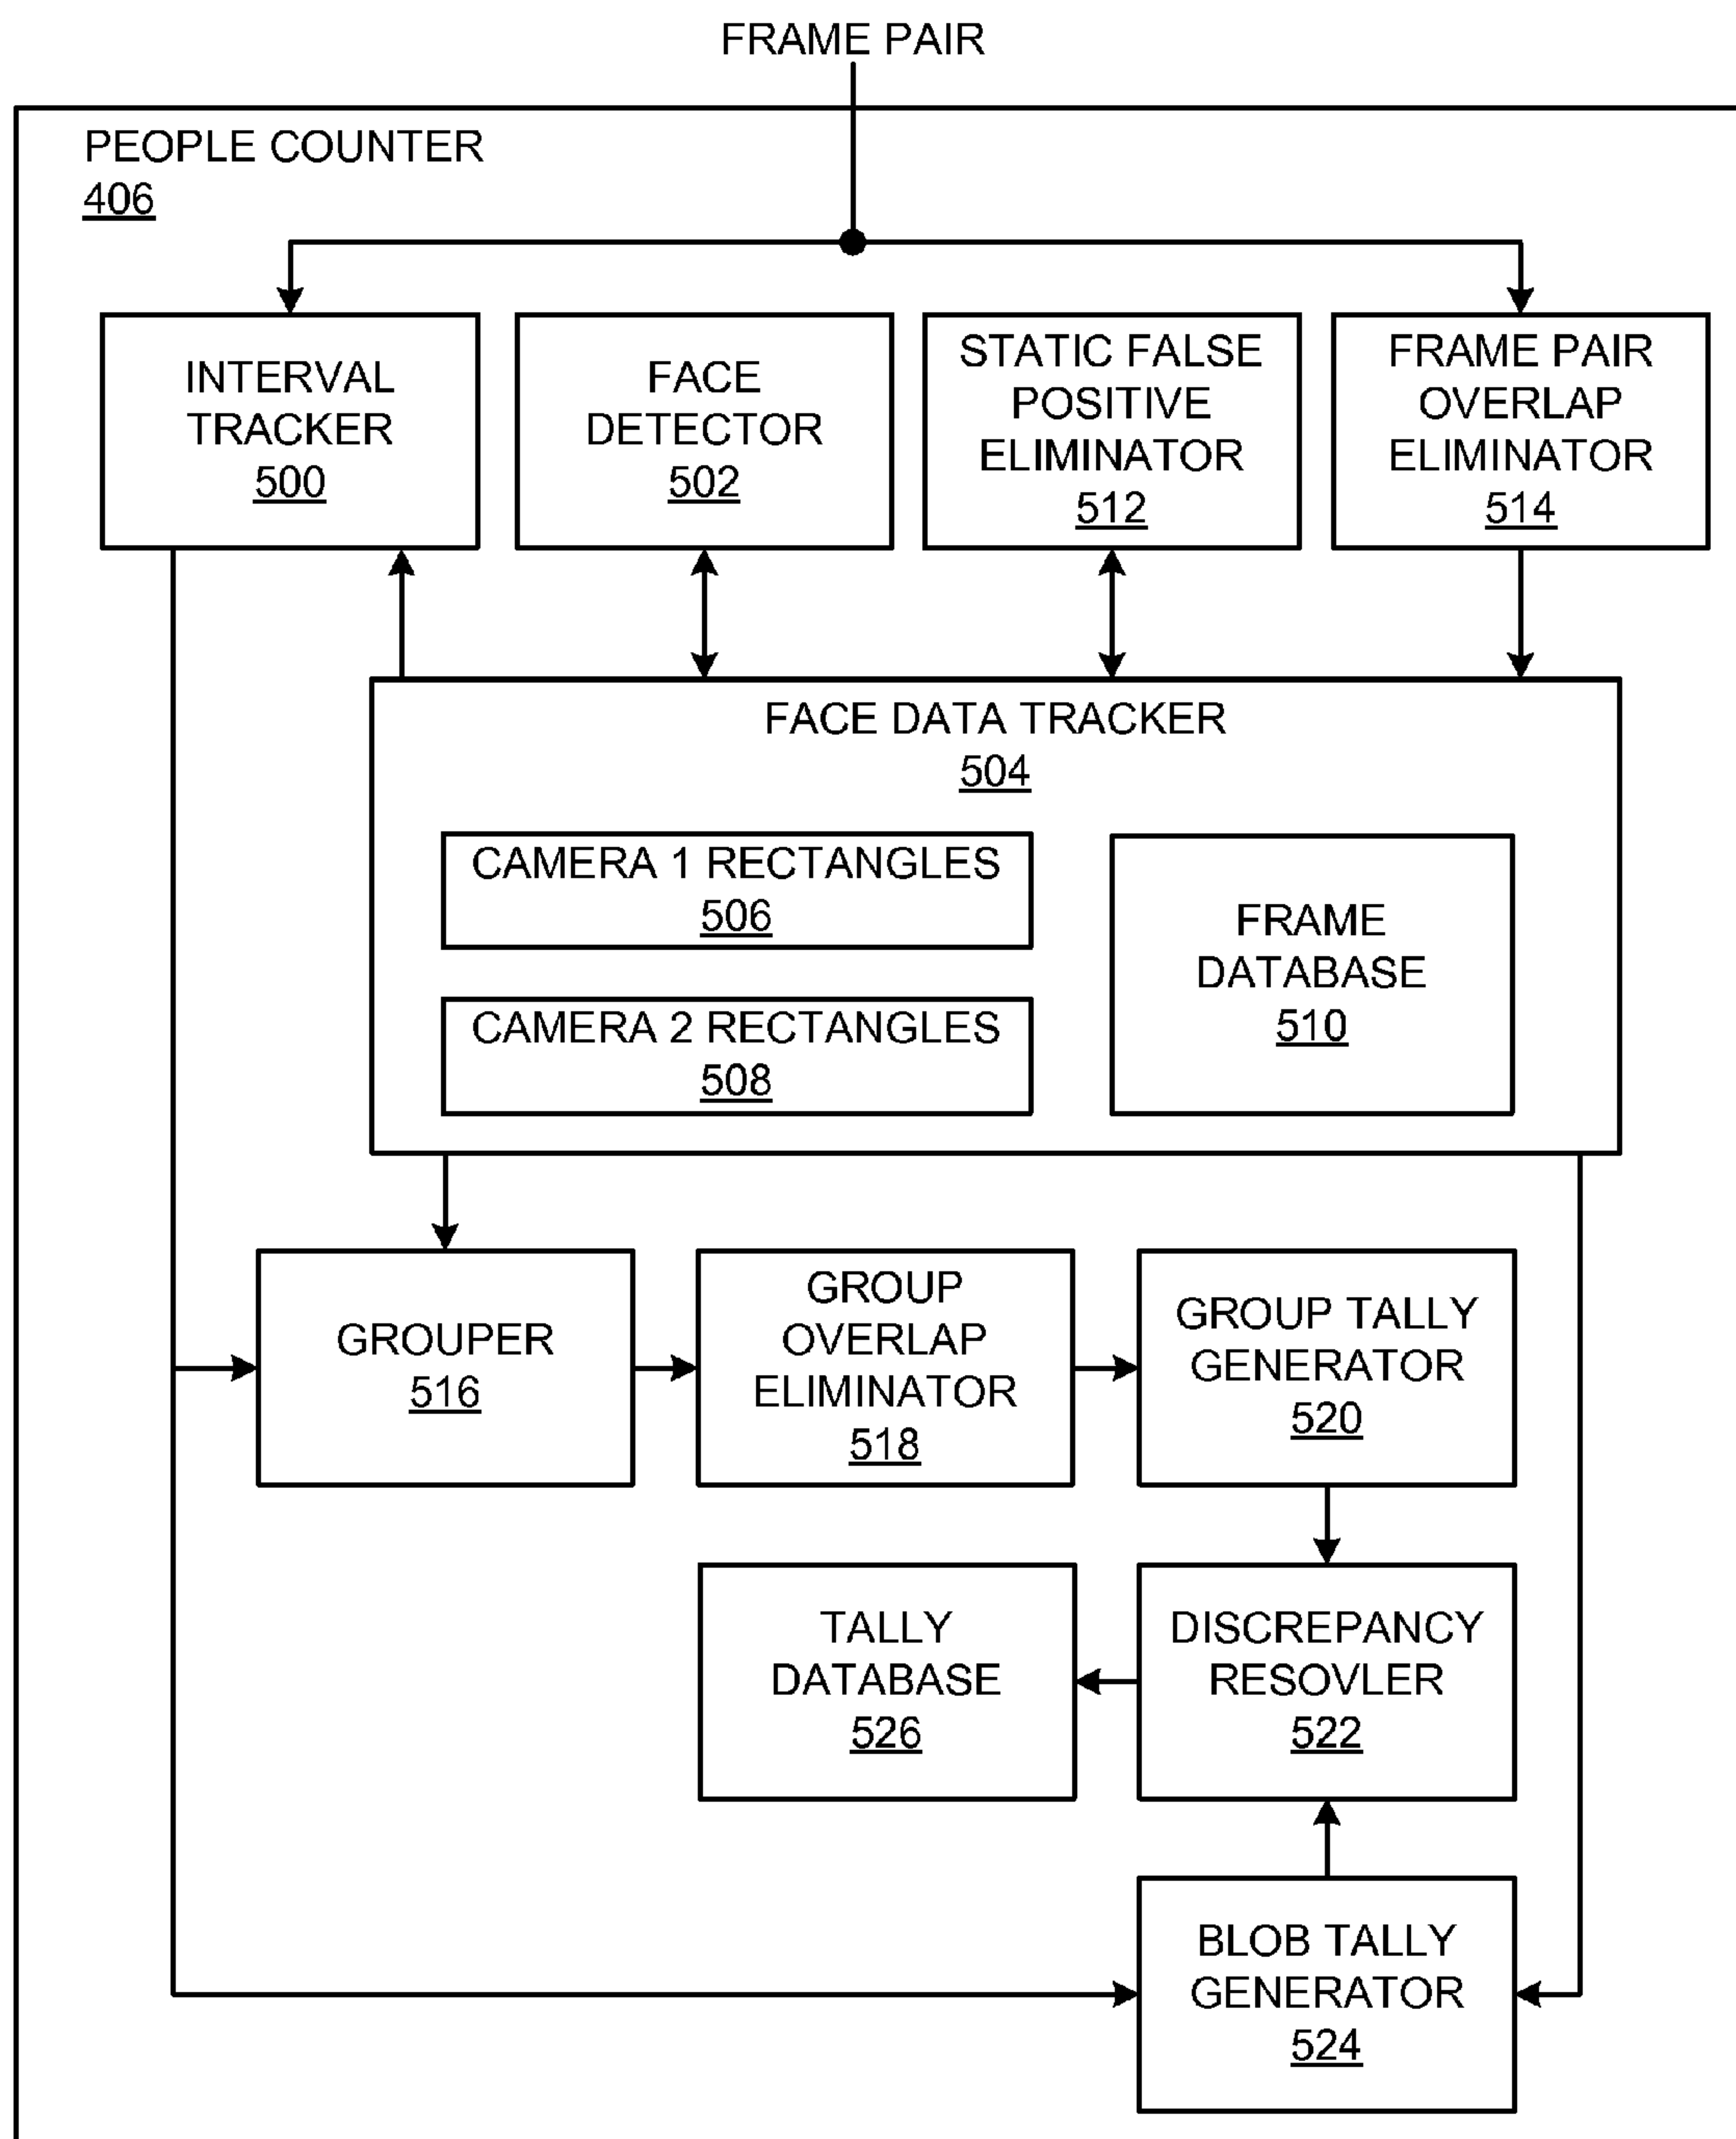 FRAME PAIR
PEOPLE COUNTER
406
INTERVAL
TRACKER
500
FACE
DETECTOR
502
STATIC FALSE
POSITIVE
ELIMINATOR
512
FRAME PAIR
OVERLAP
ELIMINATOR
514
FACE DATA TRACKER
504
CAMERA 1 RECTANGLES
506
CAMERA 2 RECTANGLES
508
FRAME
DATABASE
510
GROUPER
516
GROUP
OVERLAP
ELIMINATOR
518
GROUP TALLY
GENERATOR
520
TALLY
DATABASE
526
DISCREPANCY
RESOVLER
522
BLOB TALLY
GENERATOR
524